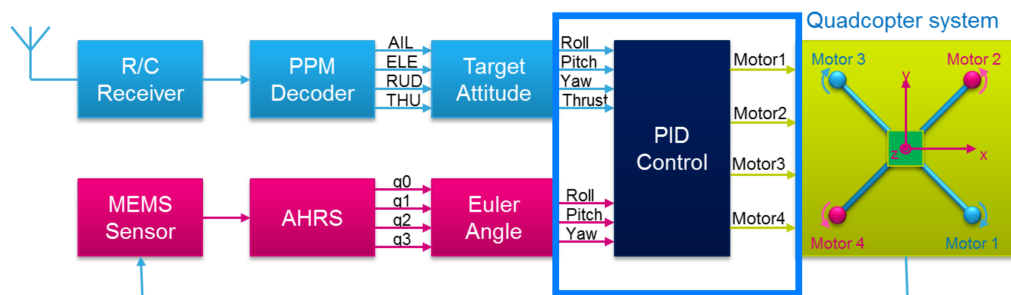 Quadcopter system
R/C
Receiver
PPM
Decoder
AIL
ELE
RUD
THU
Target
Attitude
Roll
Pitch
Yaw
Thrust
PID
Control
Motor1
Motor2
Motor3
Motor4
Motor 3
Motor 2
y
z
x
Motor 4
Motor 1
MEMS
Sensor
AHRS
q0
q1
q2
q3
Euler
Angle
Roll
Pitch
Yaw